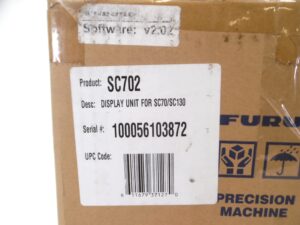 Software: v2.02
Product: SC702
Desc: DISPLAY UNIT FOR SC70/SC130
Serial #: 100056103872
UPC Code:
FURU
PRECISION
MACHINE